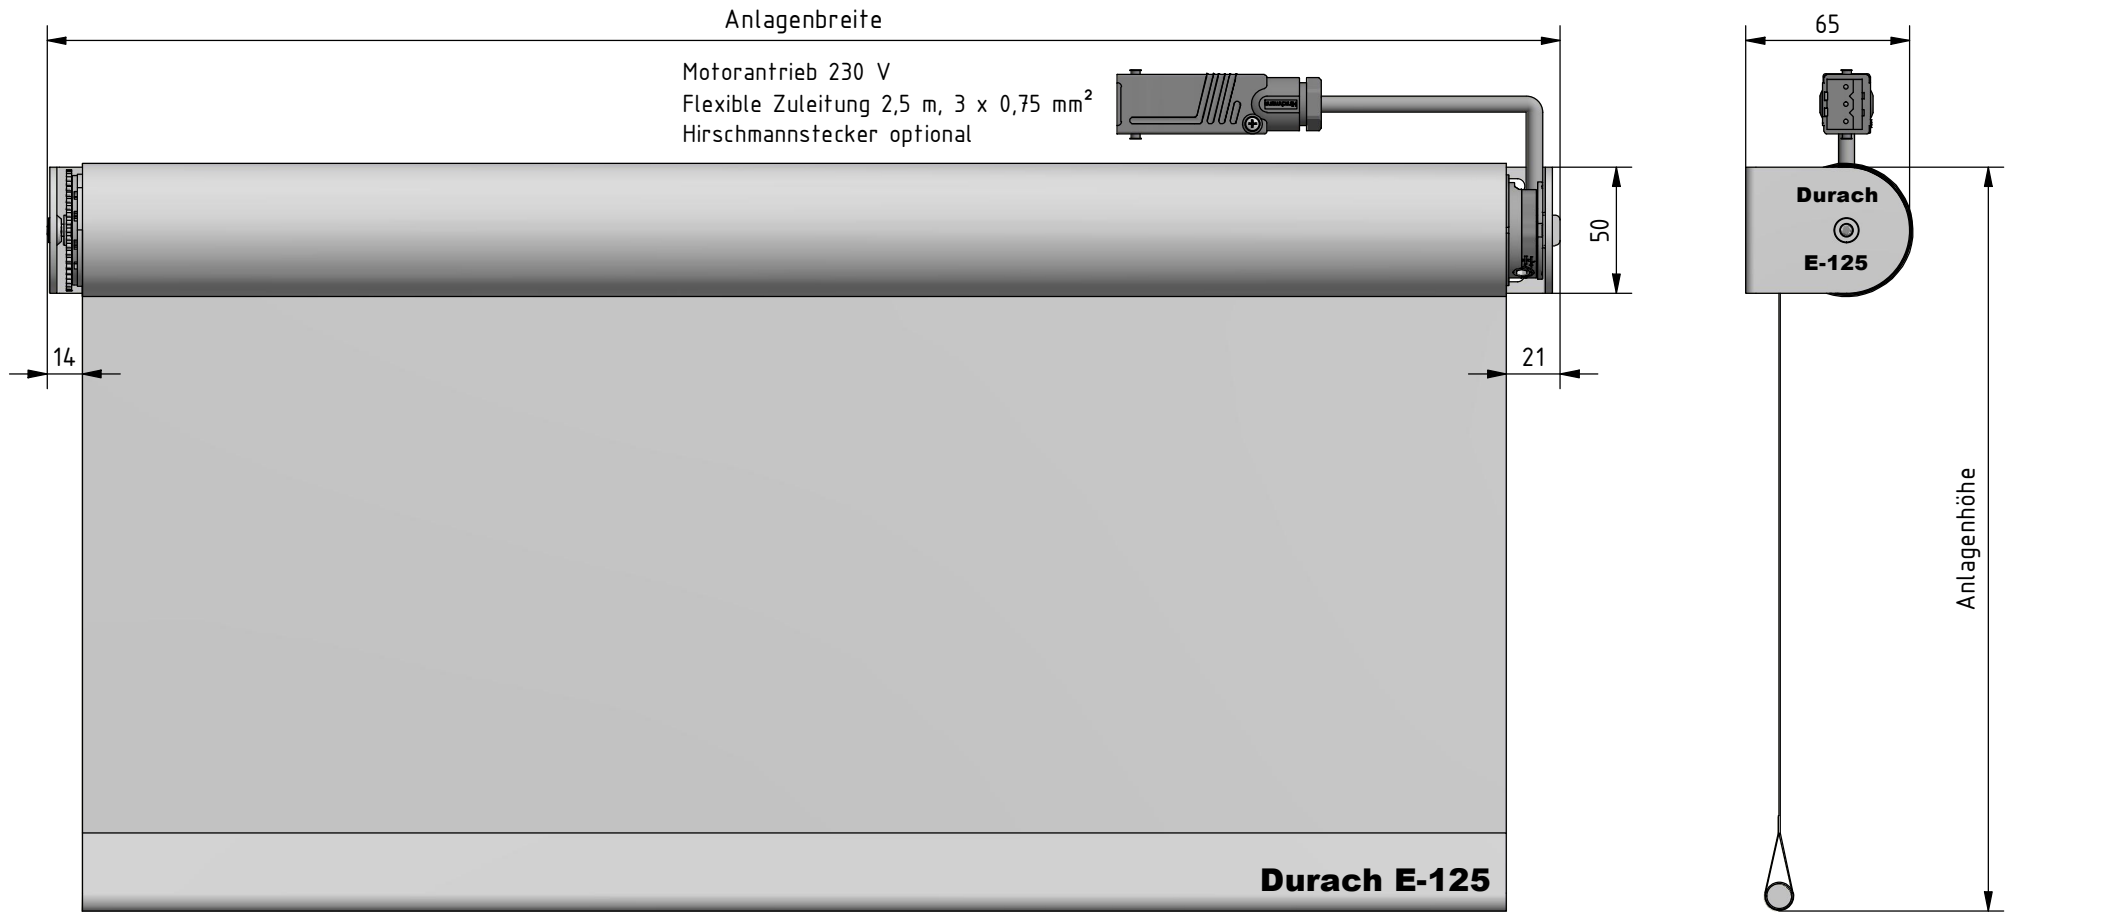 Anlagenbreite
65
Motorantrieb 230 V
Flexible Zuleitung 2,5 m, 3 x 0,75 mm²
Hirschmannstecker optional
Hirschmann
Durach
E-125
50
14
21
Anlagenhöhe
Durach E-125